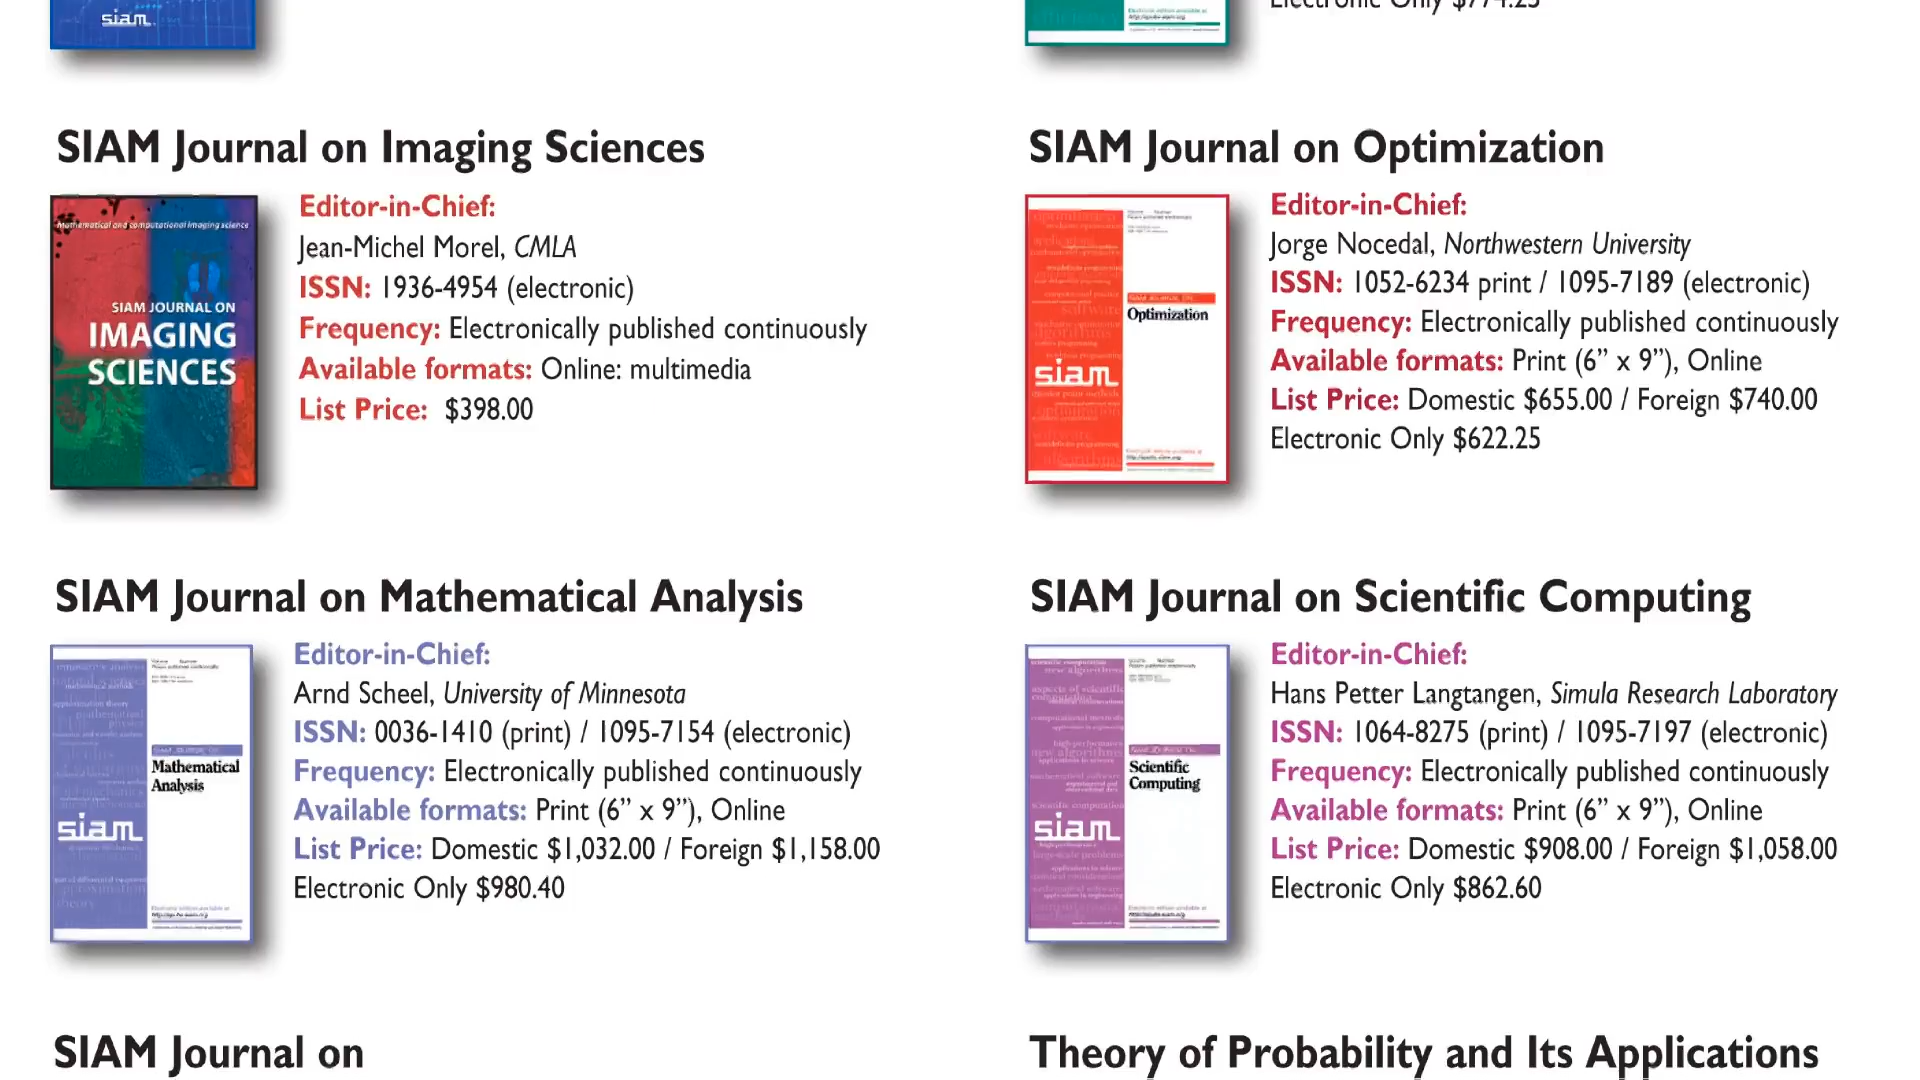 siam
Electronic Only $774.25
SIAM Journal on Imaging Sciences
Mathematical and computational imaging science
SIAM JOURNAL ON
IMAGING
SCIENCES
Editor-in-Chief:
Jean-Michel Morel, CMLA
ISSN: 1936-4954 (electronic)
Frequency: Electronically published continuously
Available formats: Online: multimedia
List Price: $398.00
SIAM Journal on Optimization
Optimization
siam
Editor-in-Chief:
Jorge Nocedal, Northwestern University
ISSN: 1052-6234 print / 1095-7189 (electronic)
Frequency: Electronically published continuously
Available formats: Print (6” x 9”), Online
List Price: Domestic $655.00 / Foreign $740.00
Electronic Only $622.25
SIAM Journal on Mathematical Analysis
Mathematical
Analysis
siam
Editor-in-Chief:
Arnd Scheel, University of Minnesota
ISSN: 0036-1410 (print) / 1095-7154 (electronic)
Frequency: Electronically published continuously
Available formats: Print (6” x 9”), Online
List Price: Domestic $1,032.00 / Foreign $1,158.00
Electronic Only $980.40
SIAM Journal on Scientific Computing
Scientific
Computing
siam
Editor-in-Chief:
Hans Petter Langtangen, Simula Research Laboratory
ISSN: 1064-8275 (print) / 1095-7197 (electronic)
Frequency: Electronically published continuously
Available formats: Print (6” x 9”), Online
List Price: Domestic $908.00 / Foreign $1,058.00
Electronic Only $862.60
SIAM Journal on
Theory of Probability and Its Applications